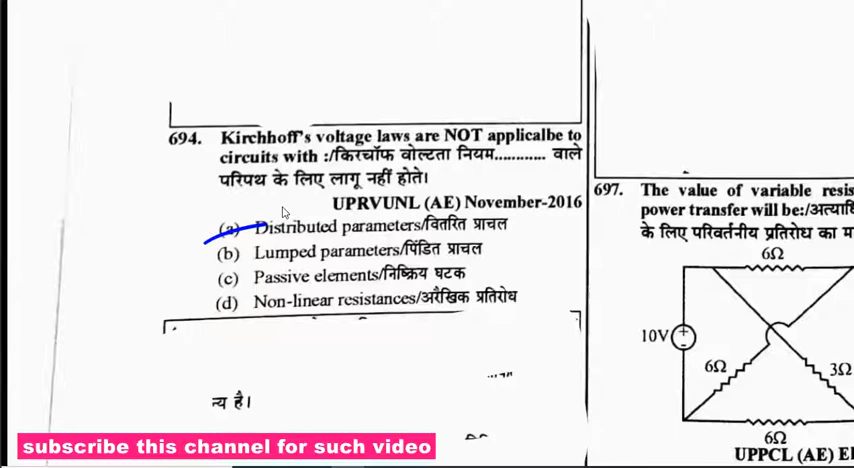 694. Kirchhoff's voltage laws are NOT applicalbe to
circuits with :/किरचॉफ वोल्टता नियम............ वाले
परिपथ के लिए लागू नहीं होते।
UPRVUNL (AE) November-2016
(a) Distributed parameters/वितरित प्राचल
(b) Lumped parameters/पिंडित प्राचल
(c) Passive elements/निष्क्रिय घटक
(d) Non-linear resistances/अरैखिक प्रतिरोध
न्य है।
697. The value of variable resis
power transfer will be:/अत्याधि
के लिए परिवर्तनीय प्रतिरोध का म
6Ω
10V
6Ω
3Ω
6Ω
UPPCL (AE) El
subscribe this channel for such video